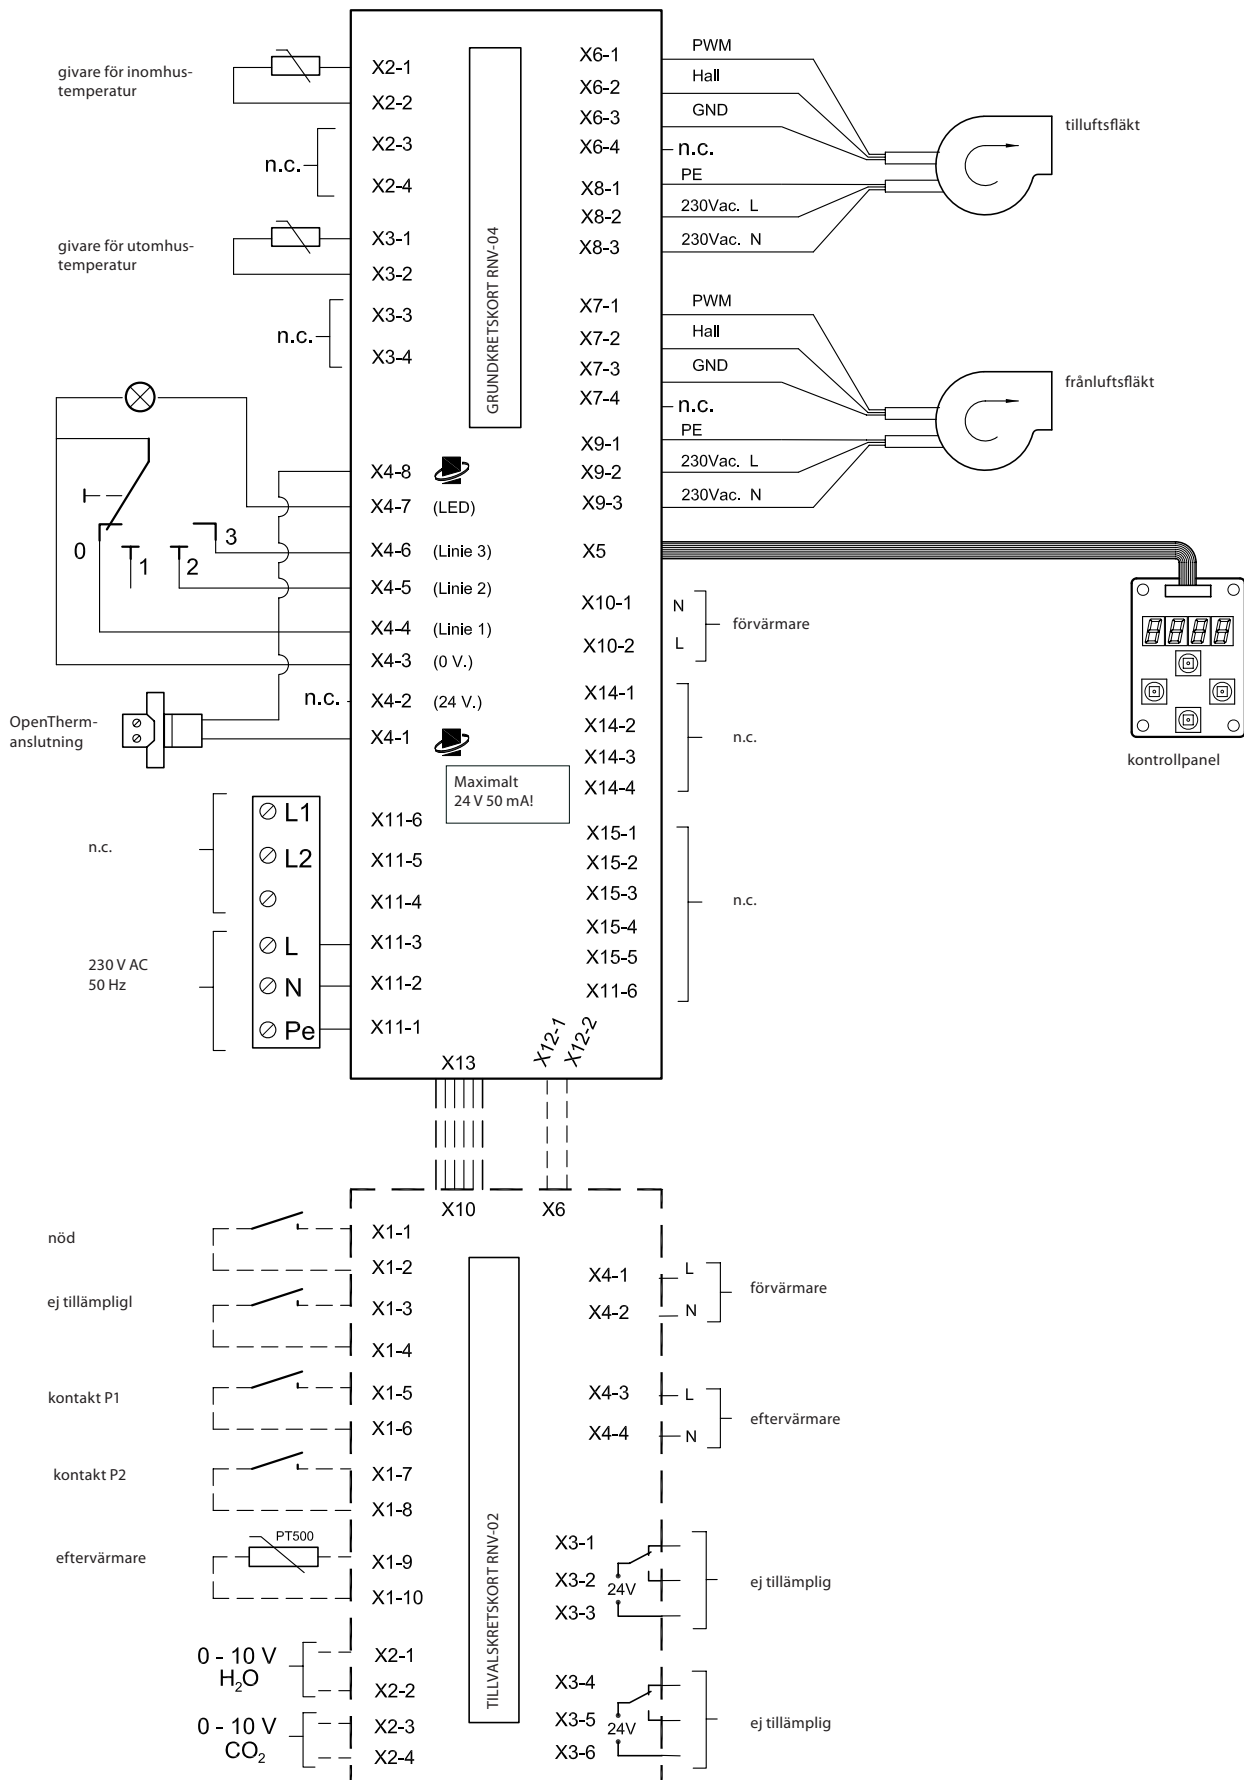 givare för inomhus-
temperatur
X2-1
X2-2
n.c.
X2-3
X2-4
givare för utomhus-
temperatur
X3-1
X3-2
n.c.
X3-3
X3-4
GRUNDKRETSKORT RNV-04
X6-1
PWM
X6-2
Hall
X6-3
GND
X6-4
n.c.
X8-1
PE
X8-2
230Vac. L
X8-3
230Vac. N
tilluftsfläkt
X7-1
PWM
X7-2
Hall
X7-3
GND
X7-4
n.c.
X9-1
PE
X9-2
230Vac. L
X9-3
230Vac. N
frånluftsfläkt
0
1
2
3
X4-8
X4-7 (LED)
X4-6 (Linie 3)
X4-5 (Linie 2)
X4-4 (Linie 1)
X4-3 (0 V.)
n.c.
X4-2 (24 V.)
X4-1
OpenTherm-
anslutning
Maximalt
24 V 50 mA!
X5
kontrollpanel
X10-1 N
X10-2 L
förvärmare
X14-1
X14-2
X14-3
X14-4
n.c.
X15-1
X15-2
X15-3
X15-4
X15-5
X11-6
n.c.
n.c.
L1
L2
X11-6
X11-5
X11-4
230 V AC
50 Hz
L
N
Pe
X11-3
X11-2
X11-1
X13
X12-1
X12-2
X10
X6
nöd
X1-1
X1-2
ej tillämpligl
X1-3
X1-4
kontakt P1
X1-5
X1-6
kontakt P2
X1-7
X1-8
eftervärmare
PT500
X1-9
X1-10
0 - 10 V
H₂O
X2-1
X2-2
0 - 10 V
CO₂
X2-3
X2-4
TILLVALSKRETSKORT RNV-02
X4-1 L
X4-2 N
förvärmare
X4-3 L
X4-4 N
eftervärmare
X3-1
X3-2
X3-3
24V
ej tillämplig
X3-4
X3-5
X3-6
24V
ej tillämplig